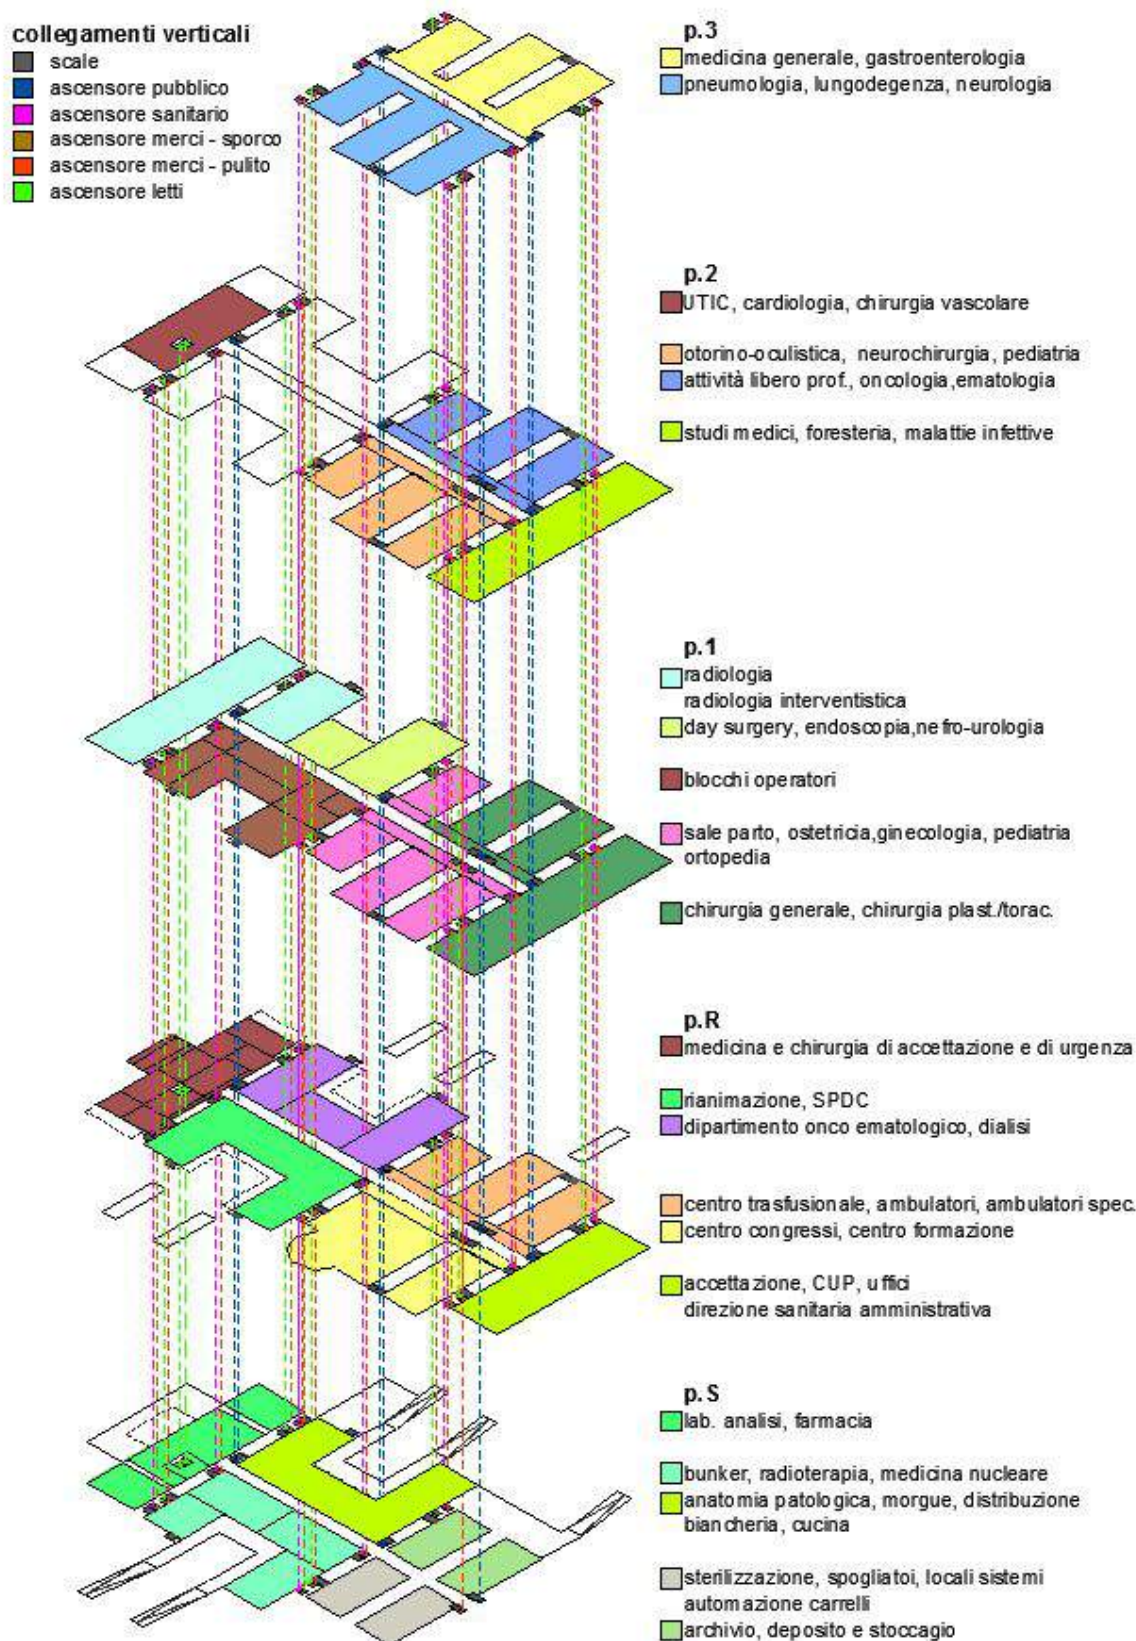 collegamenti verticali
scale
ascensore pubblico
ascensore sanitario
ascensore merci - sporco
ascensore merci - pulito
ascensore letti
p.3
medicina generale, gastroenterologia
pneumologia, lungodegenza, neurologia
p.2
UTIC, cardiologia, chirurgia vascolare
otorino-oculistica, neurochirurgia, pediatria
attività libero prof., oncologia,ematologia
studi medici, foresteria, malattie infettive
p.1
radiologia
radiologia interventistica
day surgery, endoscopia,nefro-urologia
blocchi operatori
sale parto, ostetricia,ginecologia, pediatria
ortopedia
chirurgia generale, chirurgia plast./torac.
p.R
medicina e chirurgia di accettazione e di urgenza
rianimazione, SPDC
dipartimento onco ematologico, dialisi
centro trasfusionale, ambulatori, ambulatori spec.
centro congressi, centro formazione
accettazione, CUP, uffici
direzione sanitaria amministrativa
p.S
lab. analisi, farmacia
bunker, radioterapia, medicina nucleare
anatomia patologica, morgue, distribuzione
biancheria, cucina
sterilizzazione, spogliatoi, locali sistemi
automazione carrelli
archivio, deposito e stoccagio